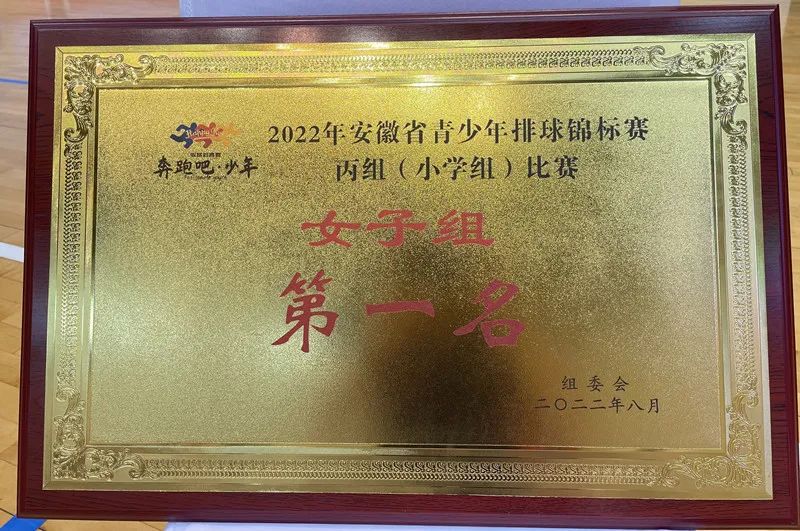 2022年安徽省青少年排球锦标赛
奔跑吧·少年
丙组（小学组）比赛
女子组
第一名
组委会
二〇二二年八月